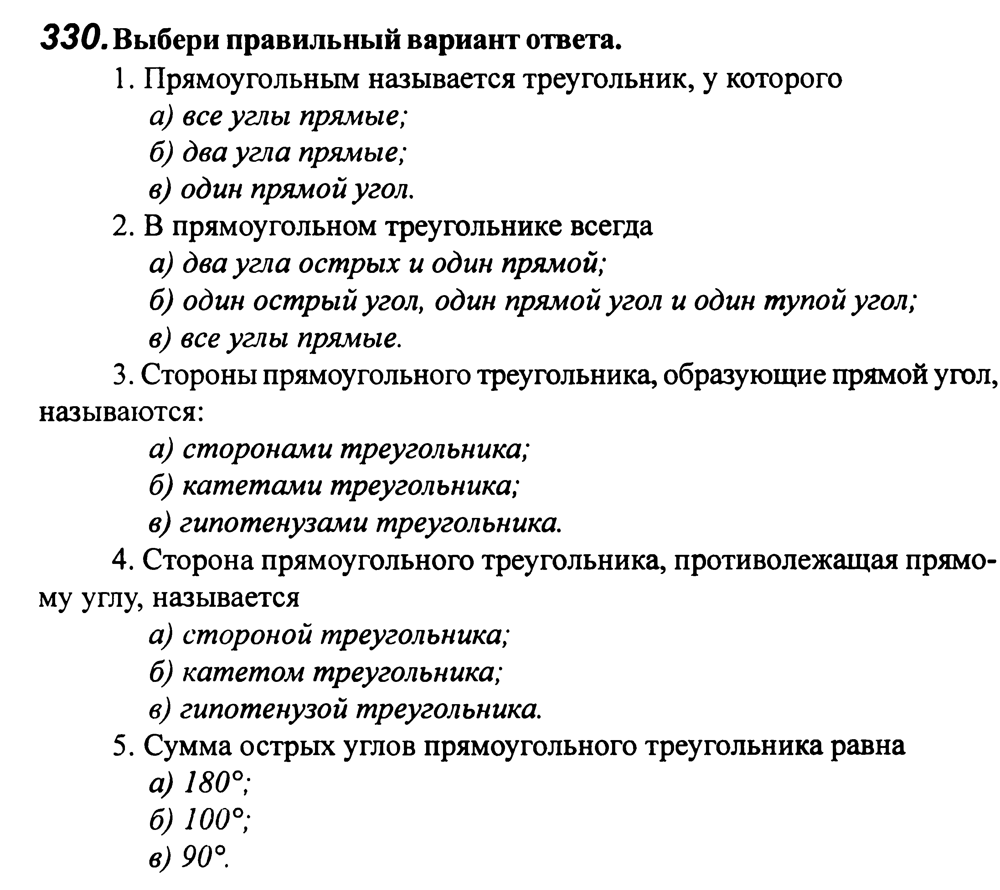 330. Выбери правильный вариант ответа.
1. Прямоугольным называется треугольник, у которого
а) все углы прямые;
б) два угла прямые;
в) один прямой угол.
2. В прямоугольном треугольнике всегда
а) два угла острых и один прямой;
б) один острый угол, один прямой угол и один тупой угол;
в) все углы прямые.
3. Стороны прямоугольного треугольника, образующие прямой угол,
называются:
а) сторонами треугольника;
б) катетами треугольника;
в) гипотенузами треугольника.
4. Сторона прямоугольного треугольника, противолежащая прямо-
му углу, называется
а) стороной треугольника;
б) катетом треугольника;
в) гипотенузой треугольника.
5. Сумма острых углов прямоугольного треугольника равна
а) 180°;
б) 100°;
в) 90°.